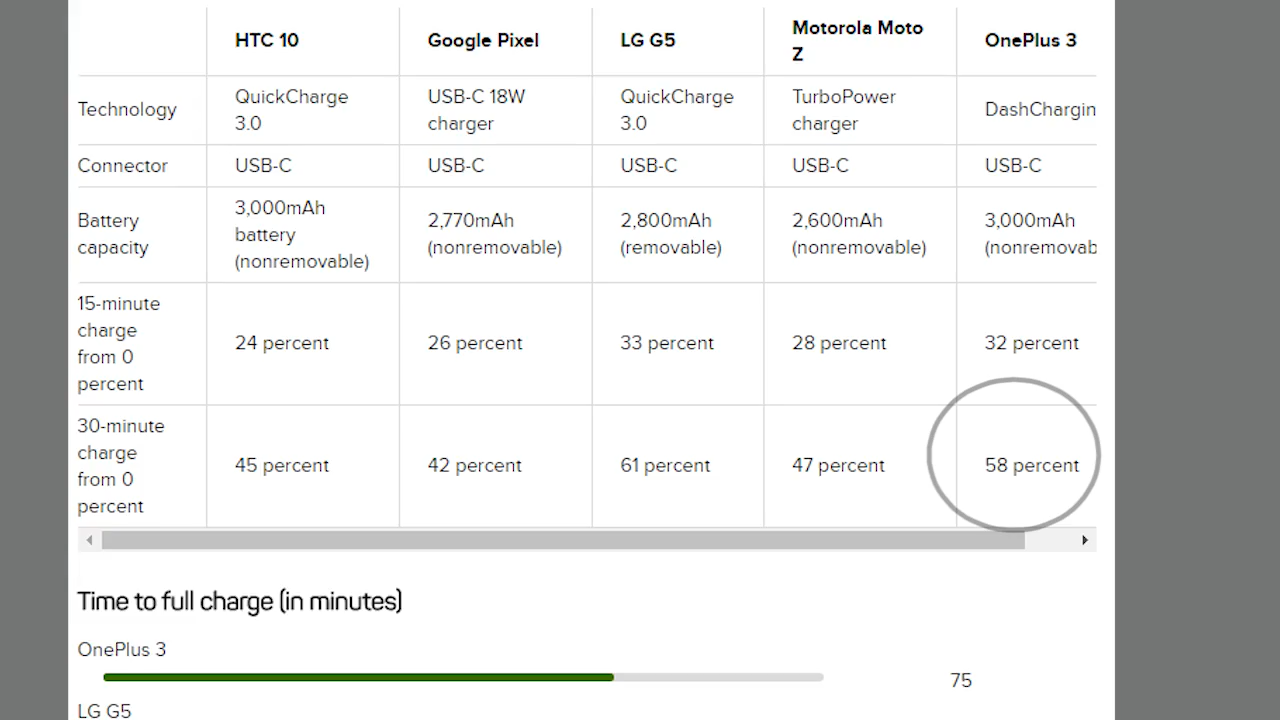 HTC 10
Google Pixel
LG G5
Motorola Moto
Z
OnePlus 3
Technology
QuickCharge
3.0
USB-C 18W
charger
QuickCharge
3.0
TurboPower
charger
DashChargin
Connector
USB-C
USB-C
USB-C
USB-C
USB-C
Battery
capacity
3,000mAh
battery
(nonremovable)
2,770mAh
(nonremovable)
2,800mAh
(removable)
2,600mAh
(nonremovable)
3,000mAh
(nonremovab
15-minute
charge
from 0
percent
24 percent
26 percent
33 percent
28 percent
32 percent
30-minute
charge
from 0
percent
45 percent
42 percent
61 percent
47 percent
58 percent
Time to full charge (in minutes)
OnePlus 3
75
LG G5